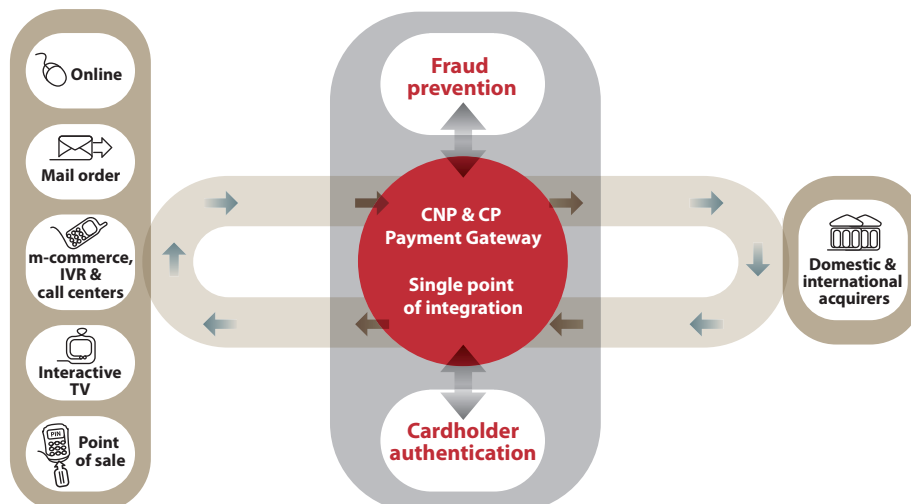 Online
Mail order
m-commerce,
IVR &
call centers
Interactive
TV
PIN
Point
of sale
Fraud
prevention
CNP & CP
Payment Gateway
Single point
of integration
Cardholder
authentication
Domestic &
international
acquirers